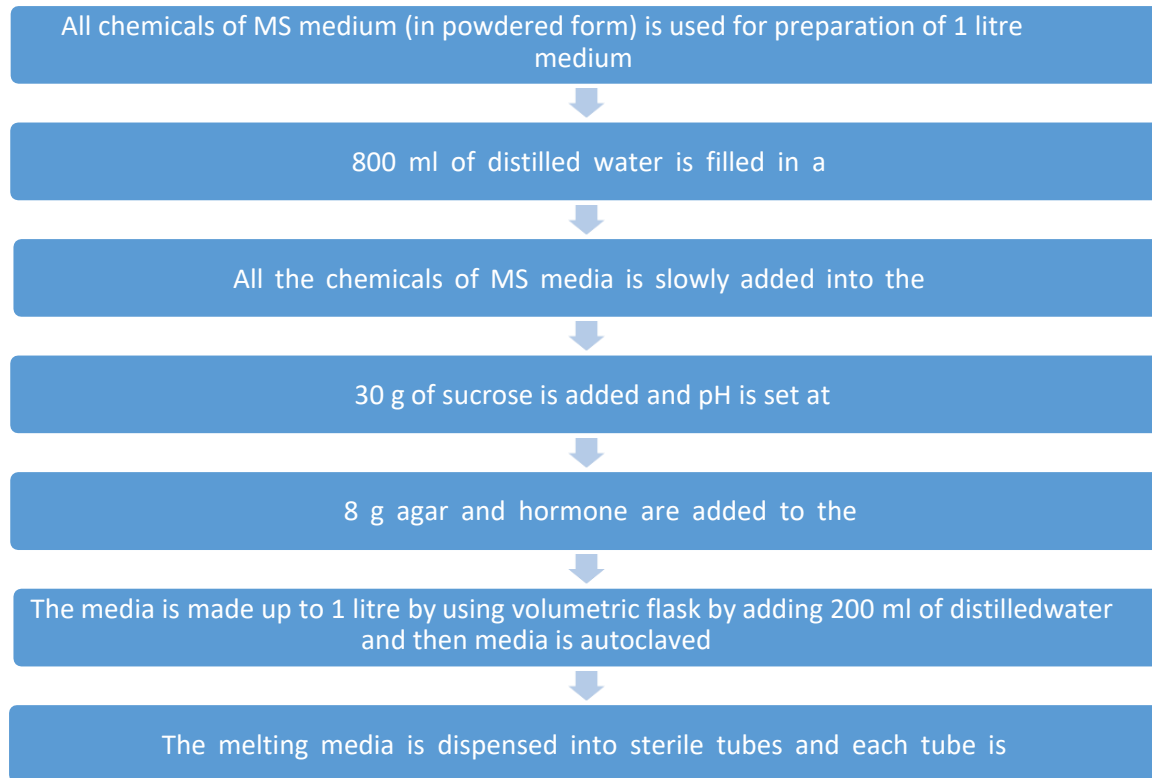 All chemicals of MS medium (in powdered form) is used for preparation of 1 litre
medium
800 ml of distilled water is filled in a
All the chemicals of MS media is slowly added into the
30 g of sucrose is added and pH is set at
8 g agar and hormone are added to the
The media is made up to 1 litre by using volumetric flask by adding 200 ml of distilledwater
and then media is autoclaved
The melting media is dispensed into sterile tubes and each tube is